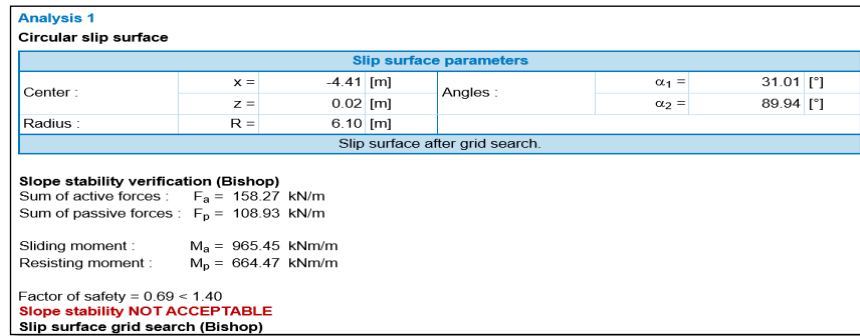 Analysis 1
Circular slip surface
Slip surface parameters
Center : x = -4.41 [m] Angles : α1 = 31.01 [°]
z = 0.02 [m] α2 = 89.94 [°]
Radius : R = 6.10 [m]
Slip surface after grid search.
Slope stability verification (Bishop)
Sum of active forces : Fa = 158.27 kN/m
Sum of passive forces : Fp = 108.93 kN/m
Sliding moment : Ma = 965.45 kNm/m
Resisting moment : Mp = 664.47 kNm/m
Factor of safety = 0.69 < 1.40
Slope stability NOT ACCEPTABLE
Slip surface grid search (Bishop)